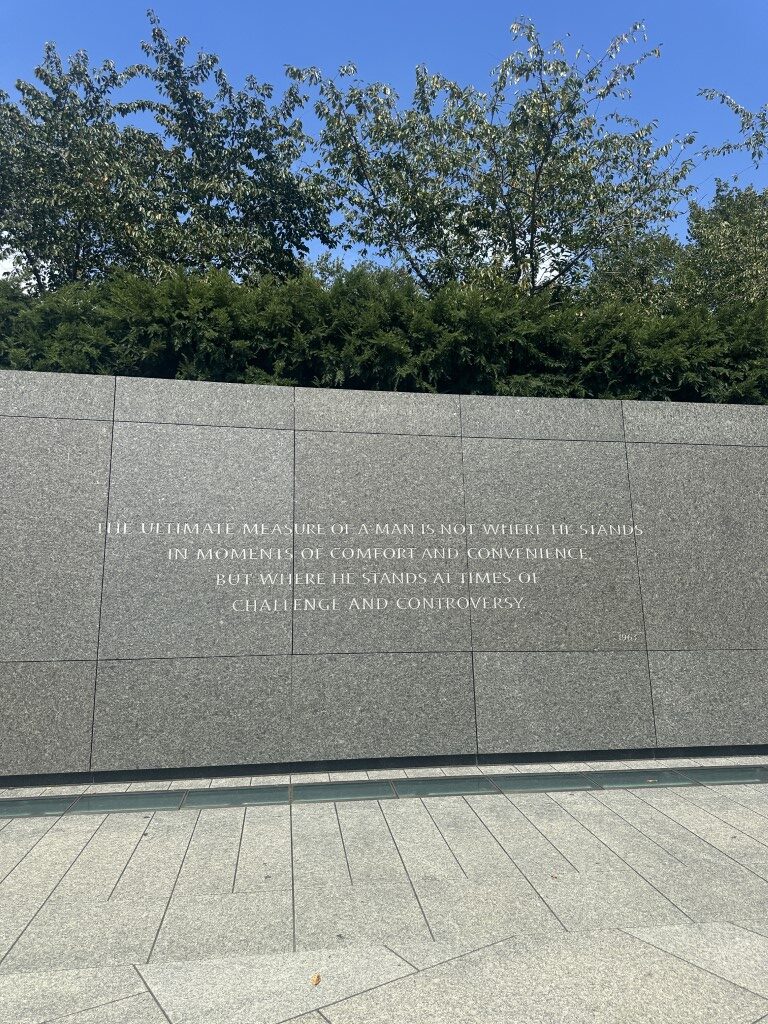 THE ULTIMATE MEASURE OF A MAN IS NOT WHERE HE STANDS
IN MOMENTS OF COMFORT AND CONVENIENCE,
BUT WHERE HE STANDS AT TIMES OF
CHALLENGE AND CONTROVERSY.
1963